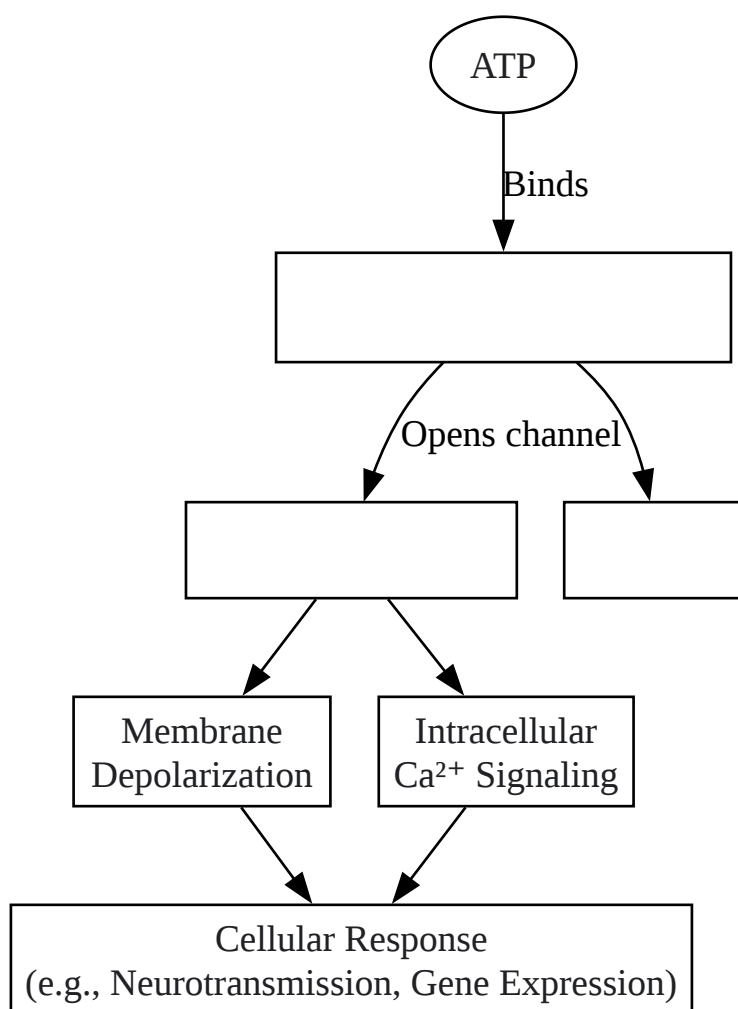 ATP
Binds
Opens channel
Membrane
Depolarization
Intracellular
Ca²⁺ Signaling
Cellular Response
(e.g., Neurotransmission, Gene Expression)